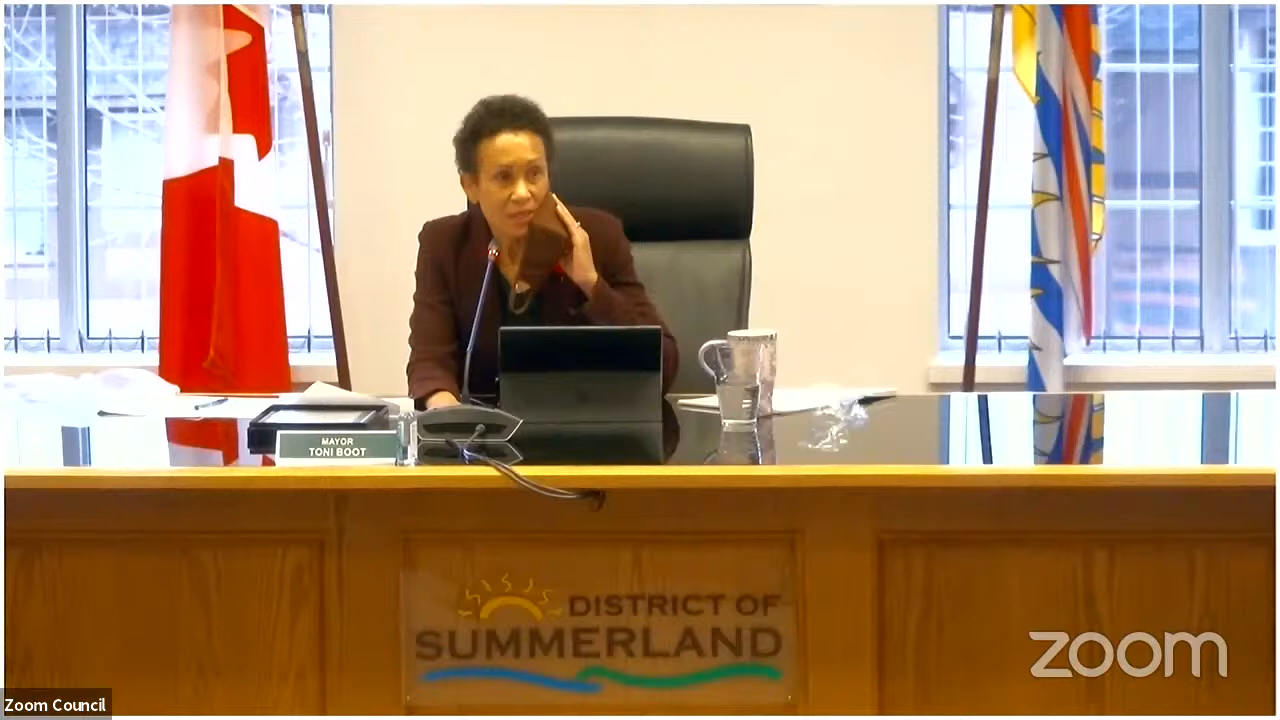 MAYOR
TONI BOOT
DISTRICT OF
SUMMERLAND
zoom
Zoom Council